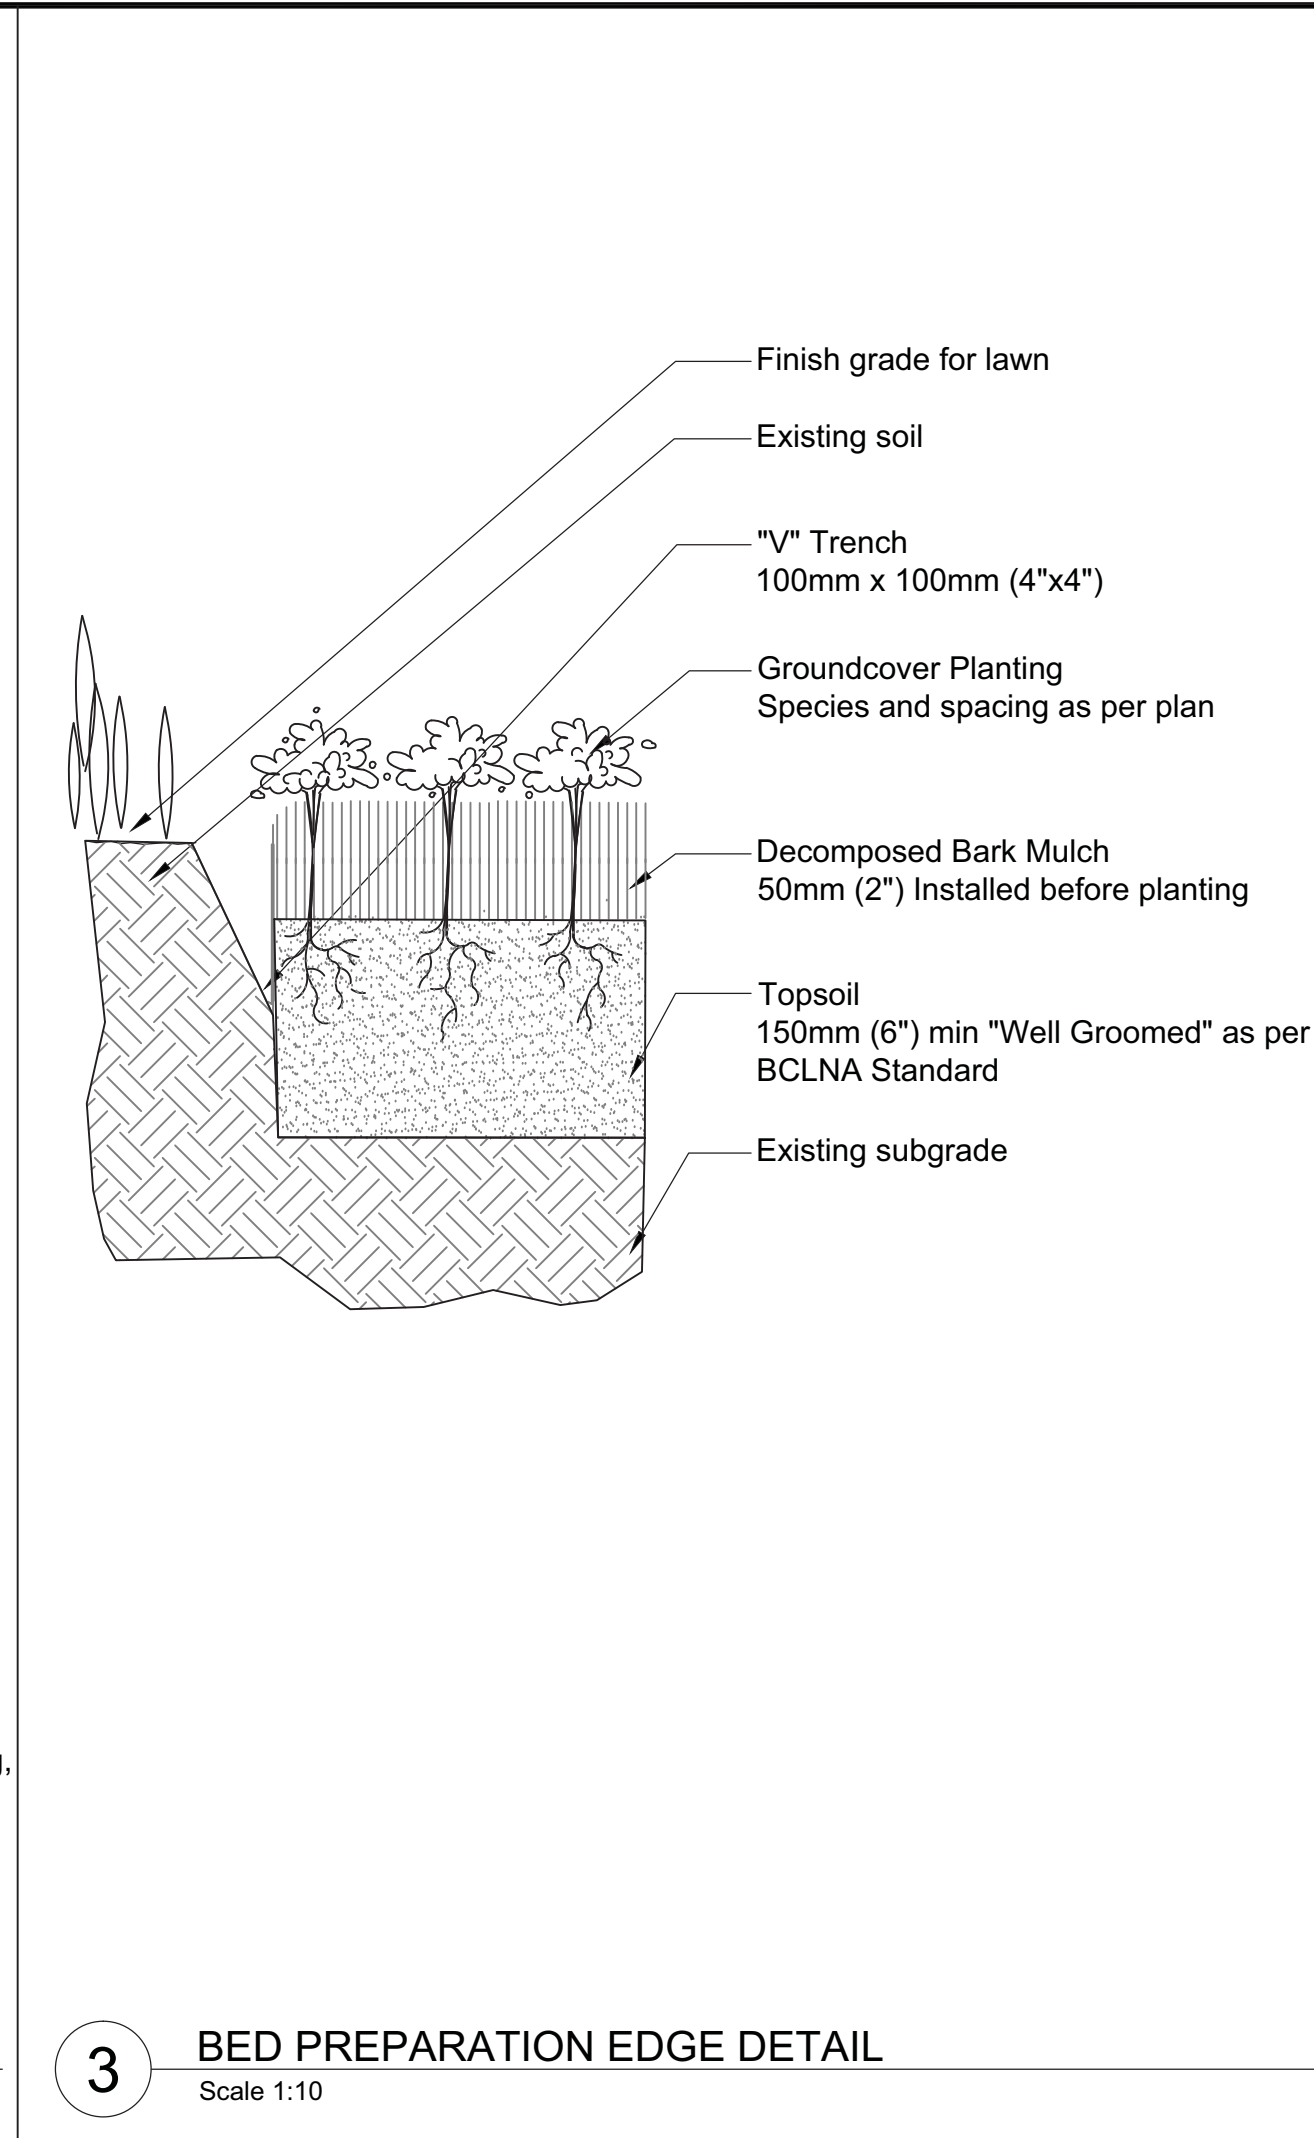 Finish grade for lawn
Existing soil
"V" Trench
100mm x 100mm (4"x4")
Groundcover Planting
Species and spacing as per plan
Decomposed Bark Mulch
50mm (2") Installed before planting
Topsoil
150mm (6") min "Well Groomed" as per
BCLNA Standard
Existing subgrade
3
BED PREPARATION EDGE DETAIL
Scale 1:10